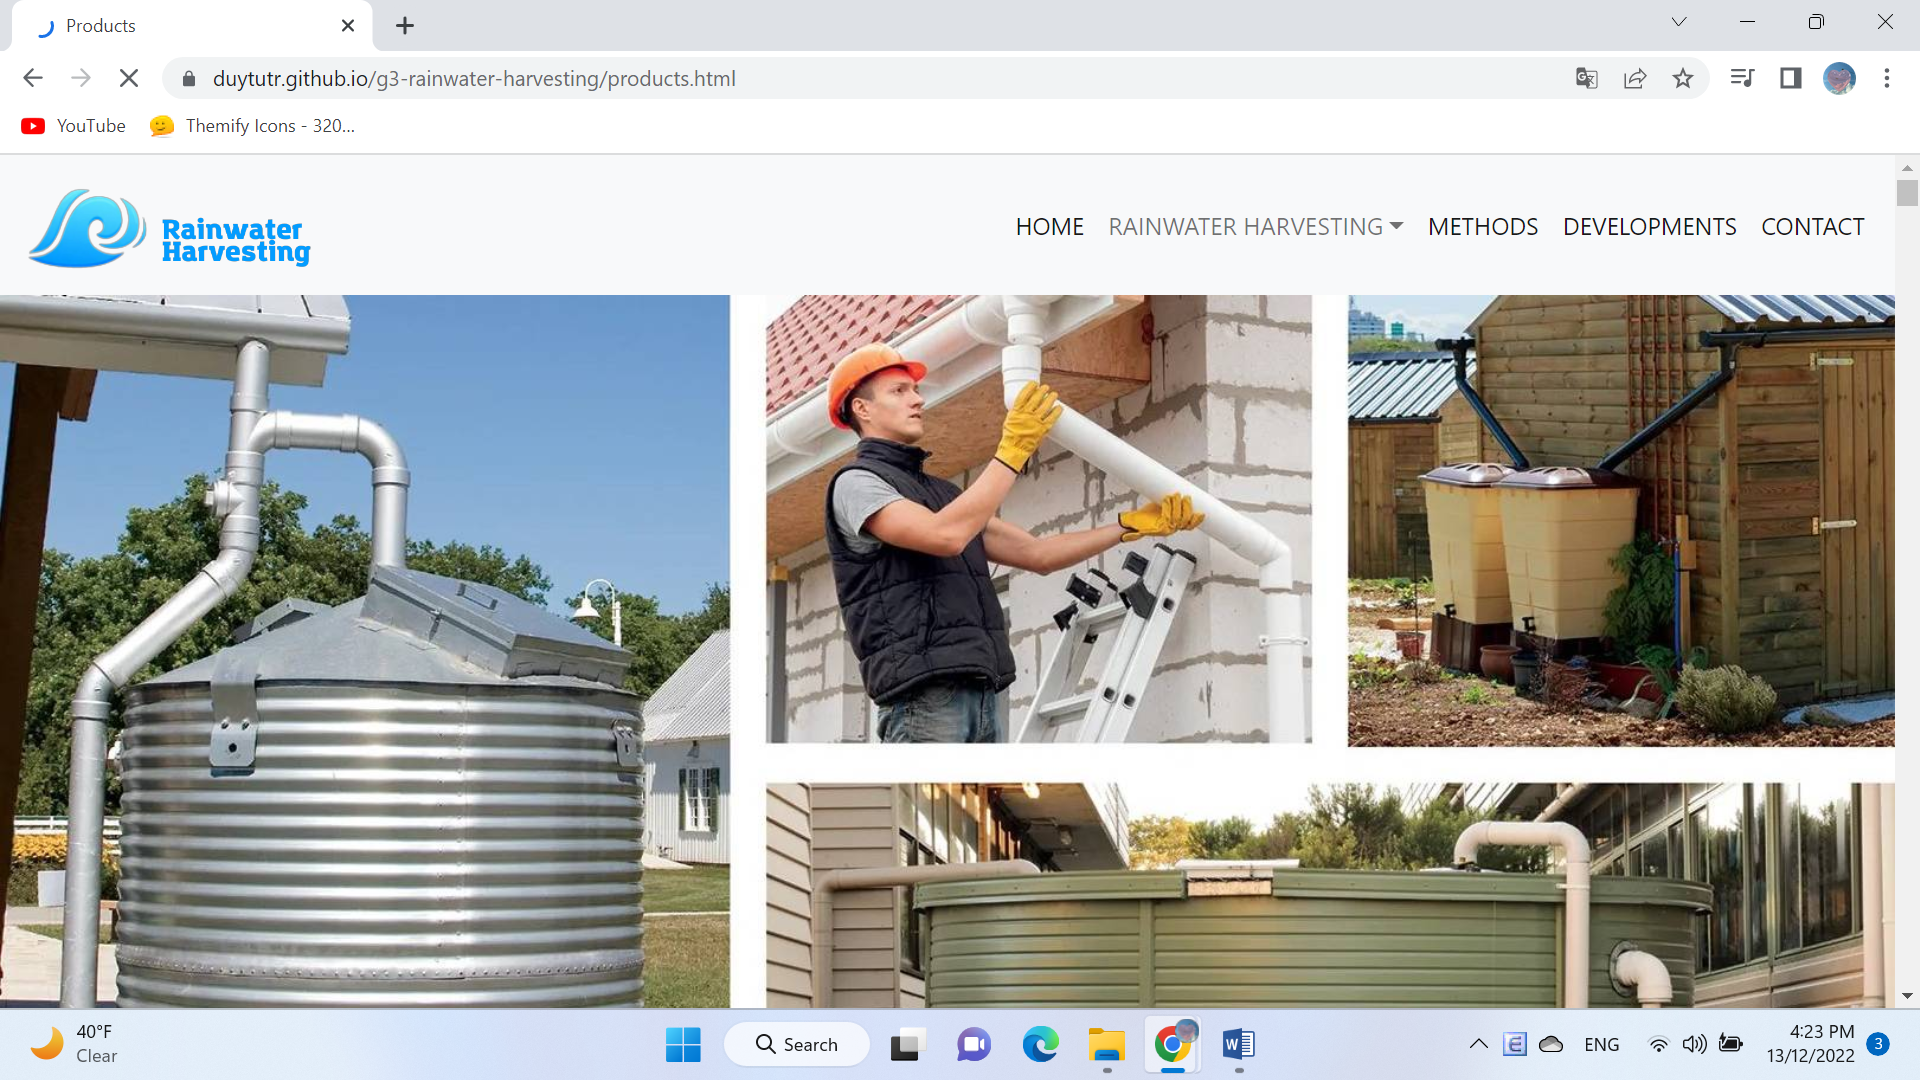 Products
duytutr.github.io/g3-rainwater-harvesting/products.html
YouTube
Themify Icons - 320...
Rainwater
Harvesting
HOME
RAINWATER HARVESTING
METHODS
DEVELOPMENTS
CONTACT
40°F
Clear
Search
ENG
4:23 PM
13/12/2022
3